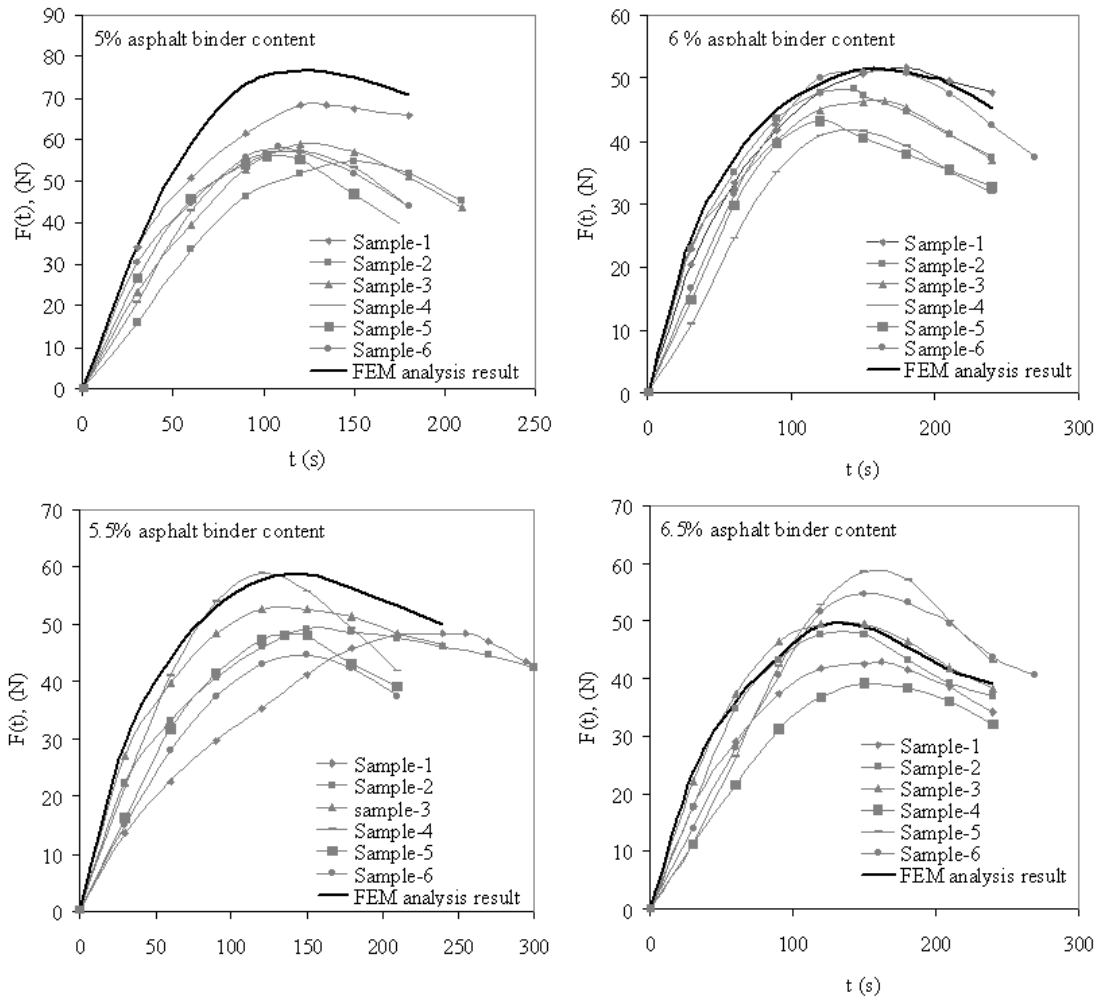 5% asphalt binder content
F(t), (N)
90
80
70
60
50
40
30
20
10
0
Sample-1
Sample-2
Sample-3
Sample-4
Sample-5
Sample-6
FEM analysis result
0 50 100 150 200 250
t (s)
6 % asphalt binder content
F(t), (N)
60
50
40
30
20
10
0
Sample-1
Sample-2
Sample-3
Sample-4
Sample-5
Sample-6
FEM analysis result
0 100 200 300
t (s)
5.5% asphalt binder content
F(t), (N)
70
60
50
40
30
20
10
0
Sample-1
Sample-2
sample-3
Sample-4
Sample-5
Sample-6
FEM analysis result
0 50 100 150 200 250 300
6.5% asphalt binder content
F(t), (N)
70
60
50
40
30
20
10
0
Sample-1
Sample-2
Sample-3
Sample-4
Sample-5
Sample-6
FEM analysis result
0 100 200 300
t (s)